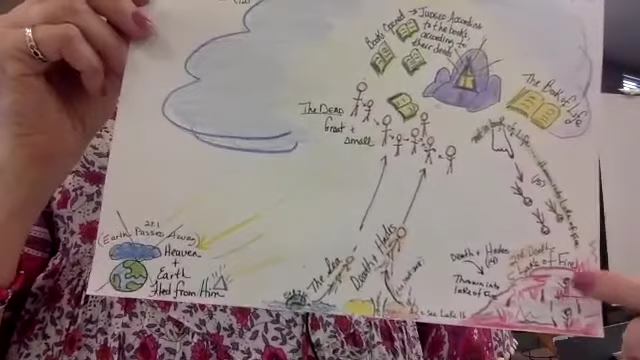 Books Opened → Judged According
to the books,
according to
their deeds
The Book of Life
The Dead
Great +
small
21:1
(Earth Passed Away)
Heaven
+
Earth
Fled from Him
The Sea
Death & Hades
Death & Hades
Thrown into
Lake of Fire
2nd Death
Lake of Fire